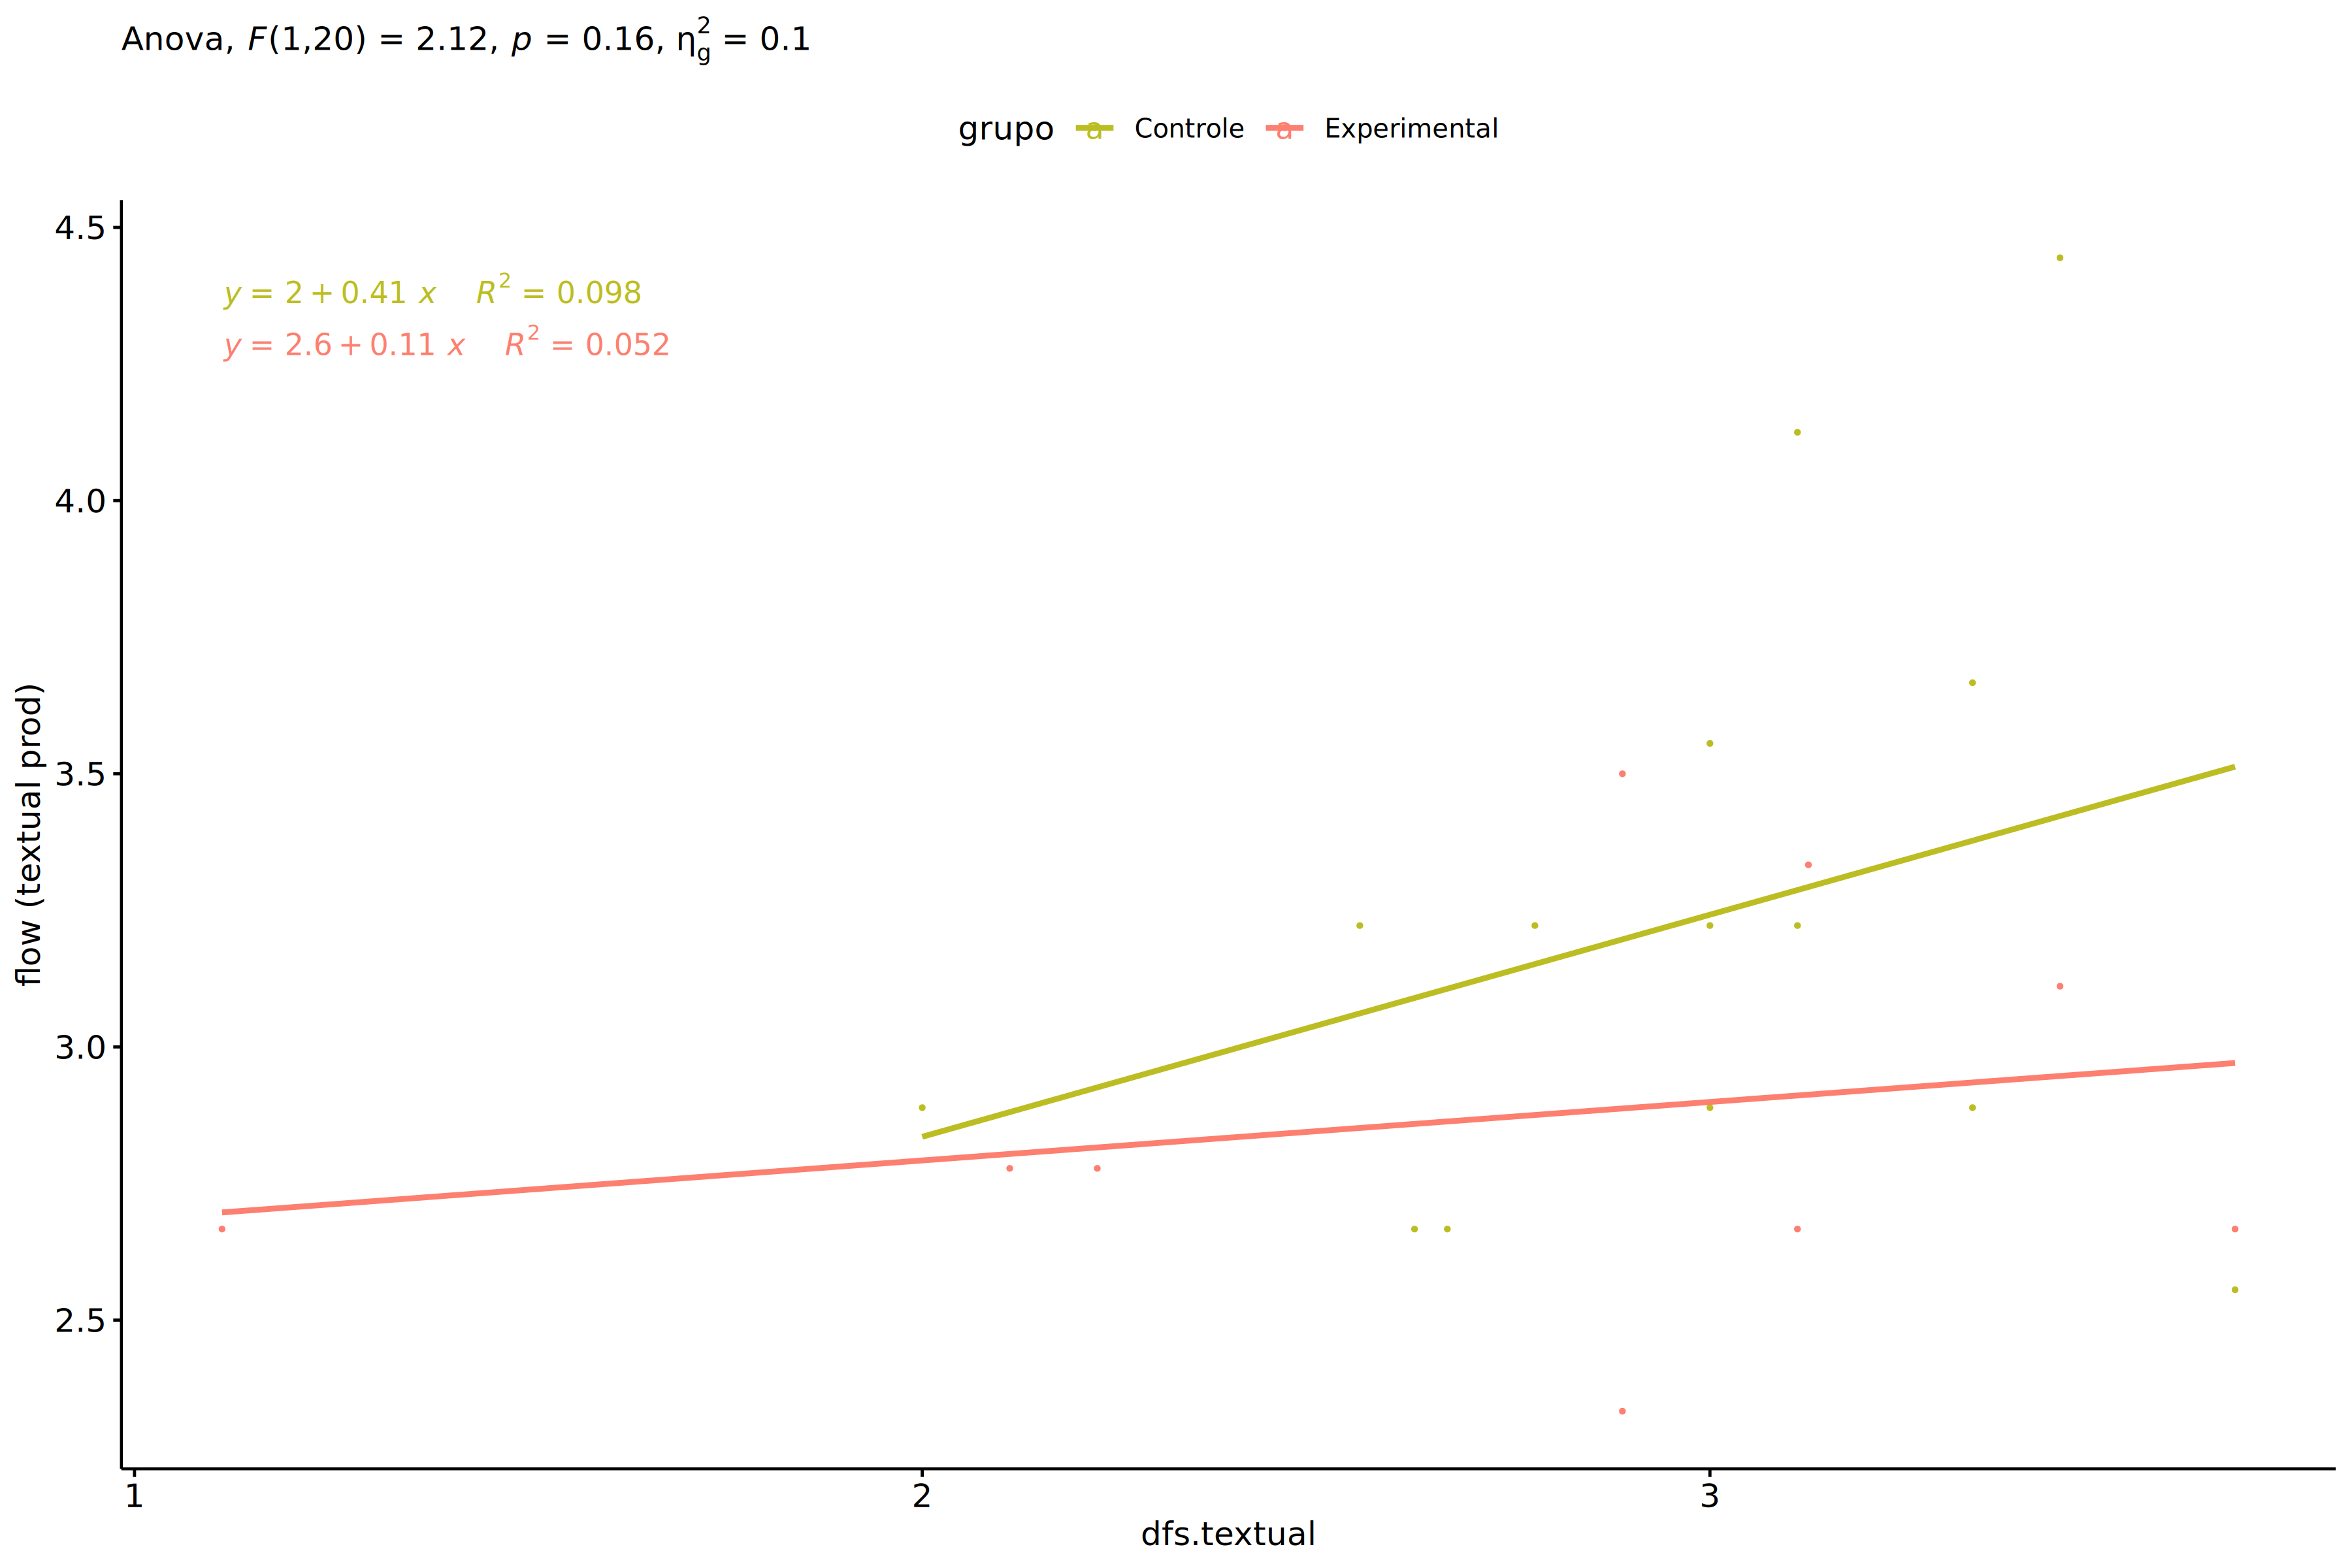 Anova, F(1,20) = 2.12, p = 0.16, η²g = 0.1
grupo a Controle a Experimental
4.5
y = 2 + 0.41 x R² = 0.098
y = 2.6 + 0.11 x R² = 0.052
4.0
3.5
3.0
2.5
flow (textual prod)
1 2 3
dfs.textual